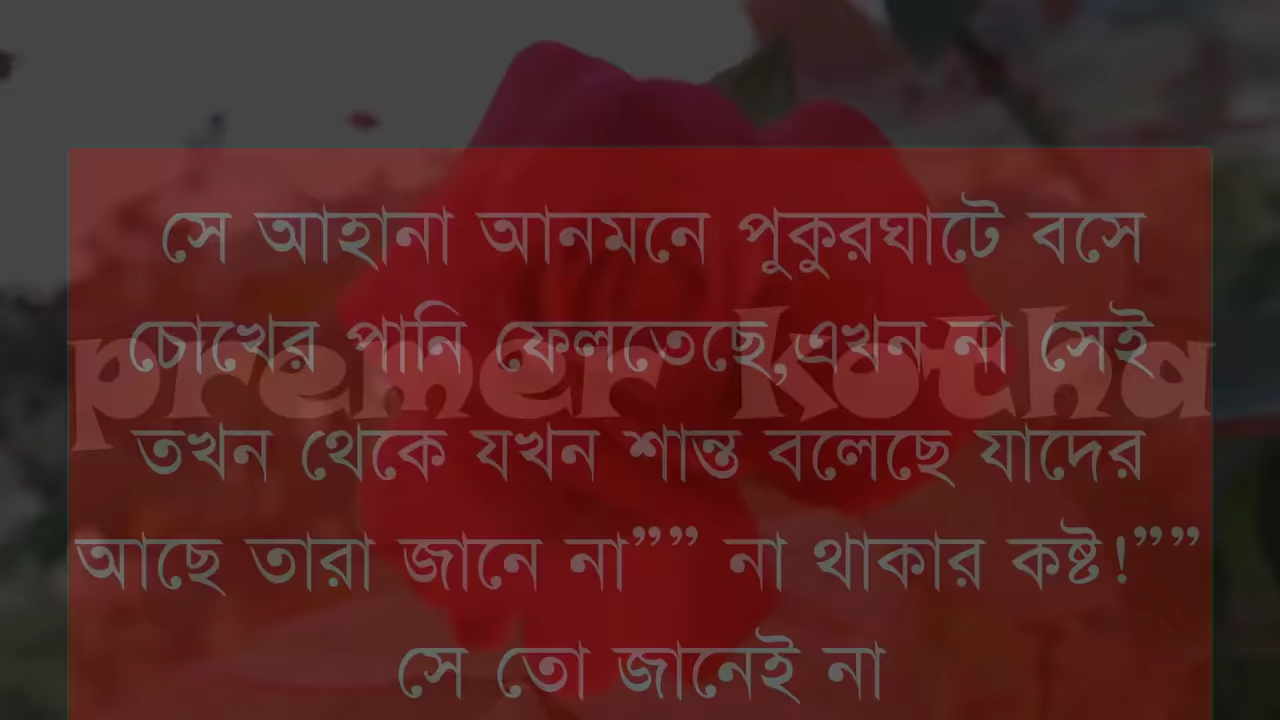 সে আহানা আনমনে পুকুরঘাটে বসে
চোখের পানি ফেলতেছে,এখন না সেই
premer kotha
তখন থেকে যখন শান্ত বলেছে যাদের
আছে তারা জানে না”” না থাকার কষ্ট!””
সে তো জানেই না